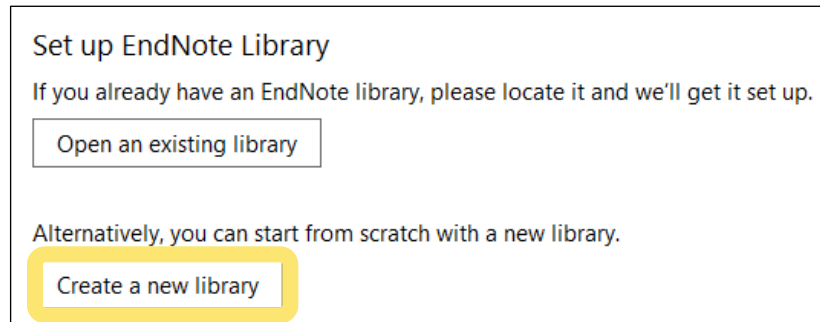 Set up EndNote Library
If you already have an EndNote library, please locate it and we'll get it set up.
Open an existing library
Alternatively, you can start from scratch with a new library.
Create a new library